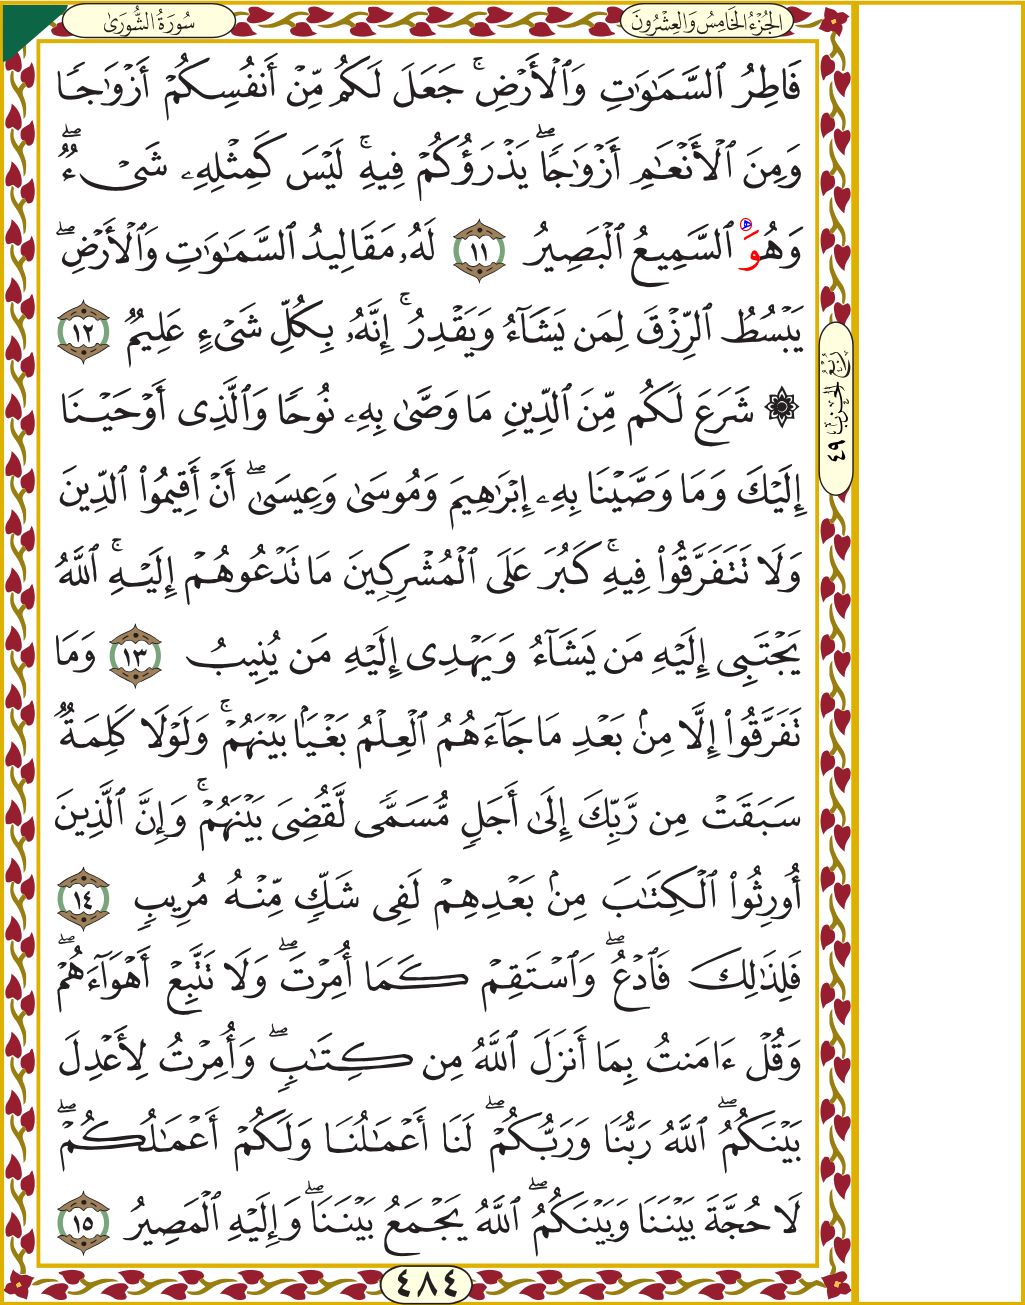 سُورَةُ الشُّورَىٰ
الجُزْءُ الخَامِسُ وَالعِشْرُونَ
فَاطِرُ ٱلسَّمَٰوَٰتِ وَٱلْأَرْضِ ۚ جَعَلَ لَكُم مِّنْ أَنفُسِكُمْ أَزْوَٰجًا
وَمِنَ ٱلْأَنْعَٰمِ أَزْوَٰجًا ۖ يَذْرَؤُكُمْ فِيهِ ۚ لَيْسَ كَمِثْلِهِۦ شَىْءٌ ۖ
وَهُوَ ٱلسَّمِيعُ ٱلْبَصِيرُ ١١ لَهُۥ مَقَالِيدُ ٱلسَّمَٰوَٰتِ وَٱلْأَرْضِ ۖ
يَبْسُطُ ٱلرِّزْقَ لِمَن يَشَآءُ وَيَقْدِرُ ۚ إِنَّهُۥ بِكُلِّ شَىْءٍ عَلِيمٌ ١٢
۞ شَرَعَ لَكُم مِّنَ ٱلدِّينِ مَا وَصَّىٰ بِهِۦ نُوحًا وَٱلَّذِىٓ أَوْحَيْنَآ
إِلَيْكَ وَمَا وَصَّيْنَا بِهِۦٓ إِبْرَٰهِيمَ وَمُوسَىٰ وَعِيسَىٰٓ ۖ أَنْ أَقِيمُوا۟ ٱلدِّينَ
وَلَا تَتَفَرَّقُوا۟ فِيهِ ۚ كَبُرَ عَلَى ٱلْمُشْرِكِينَ مَا تَدْعُوهُمْ إِلَيْهِ ۚ ٱللَّهُ
يَجْتَبِىٓ إِلَيْهِ مَن يَشَآءُ وَيَهْدِىٓ إِلَيْهِ مَن يُنِيبُ ١٣ وَمَا
تَفَرَّقُوٓا۟ إِلَّا مِنۢ بَعْدِ مَا جَآءَهُمُ ٱلْعِلْمُ بَغْيًۢا بَيْنَهُمْ ۚ وَلَوْلَا كَلِمَةٌ
سَبَقَتْ مِن رَّبِّكَ إِلَىٰٓ أَجَلٍ مُّسَمًّى لَّقُضِىَ بَيْنَهُمْ ۚ وَإِنَّ ٱلَّذِينَ
أُورِثُوا۟ ٱلْكِتَٰبَ مِنۢ بَعْدِهِمْ لَفِى شَكٍّ مِّنْهُ مُرِيبٍ ١٤
فَلِذَٰلِكَ فَٱدْعُ ۖ وَٱسْتَقِمْ كَمَآ أُمِرْتَ ۖ وَلَا تَتَّبِعْ أَهْوَآءَهُمْ ۖ
وَقُلْ ءَامَنتُ بِمَآ أَنزَلَ ٱللَّهُ مِن كِتَٰبٍ ۖ وَأُمِرْتُ لِأَعْدِلَ
بَيْنَكُمُ ۖ ٱللَّهُ رَبُّنَا وَرَبُّكُمْ ۖ لَنَآ أَعْمَٰلُنَا وَلَكُمْ أَعْمَٰلُكُمْ ۖ
لَا حُجَّةَ بَيْنَنَا وَبَيْنَكُمُ ۖ ٱللَّهُ يَجْمَعُ بَيْنَنَا ۖ وَإِلَيْهِ ٱلْمَصِيرُ ١٥
رُبْعُ الحِزْبِ ٤٩
٤٨٤